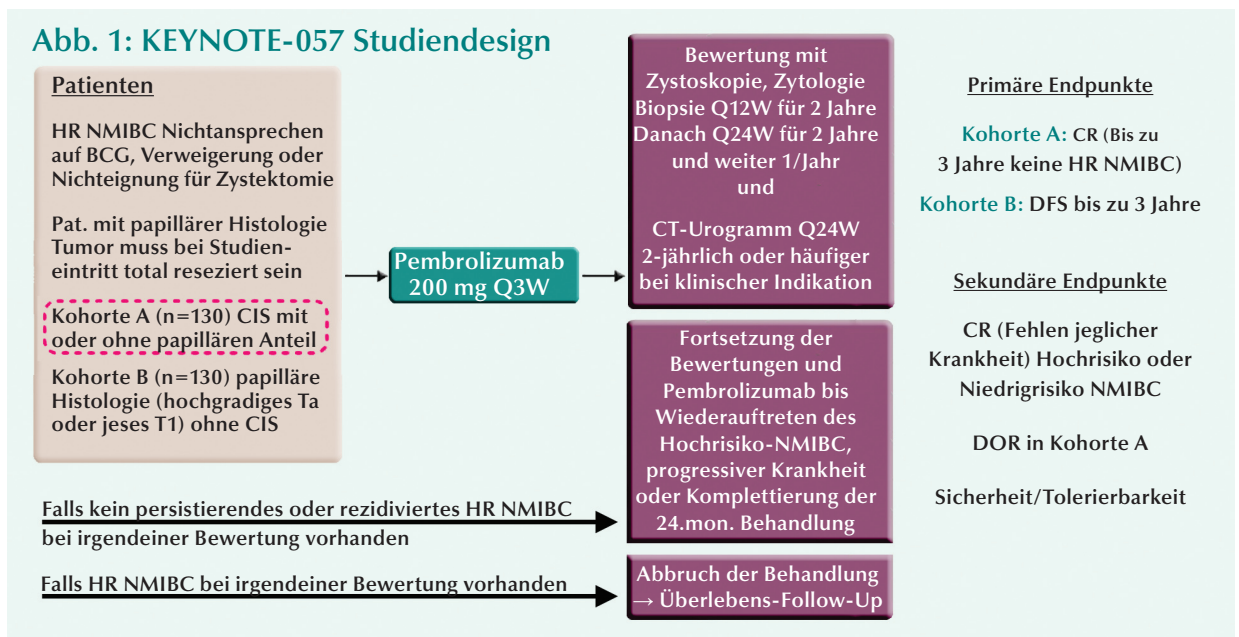 Abb. 1: KEYNOTE-057 Studiendesign
Patienten
HR NMIBC Nichtansprechen
auf BCG, Verweigerung oder
Nichteignung für Zystektomie
Pat. mit papillärer Histologie
Tumor muss bei Studien-
eintritt total reseziert sein
Kohorte A (n=130) CIS mit
oder ohne papillären Anteil
Kohorte B (n=130) papilläre
Histologie (hochgradiges Ta
oder jeses T1) ohne CIS
Pembrolizumab
200 mg Q3W
Bewertung mit
Zystoskopie, Zytologie
Biopsie Q12W für 2 Jahre
Danach Q24W für 2 Jahre
und weiter 1/Jahr
und
CT-Urogramm Q24W
2-jährlich oder häufiger
bei klinischer Indikation
Fortsetzung der
Bewertungen und
Pembrolizumab bis
Wiederauftreten des
Hochrisiko-NMIBC,
progressiver Krankheit
oder Komplettierung der
24.mon. Behandlung
Abbruch der Behandlung
→ Überlebens-Follow-Up
Falls kein persistierendes oder rezidiviertes HR NMIBC
bei irgendeiner Bewertung vorhanden
Falls HR NMIBC bei irgendeiner Bewertung vorhanden
Primäre Endpunkte
Kohorte A: CR (Bis zu
3 Jahre keine HR NMIBC)
Kohorte B: DFS bis zu 3 Jahre
Sekundäre Endpunkte
CR (Fehlen jeglicher
Krankheit) Hochrisiko oder
Niedrigrisiko NMIBC
DOR in Kohorte A
Sicherheit/Tolerierbarkeit